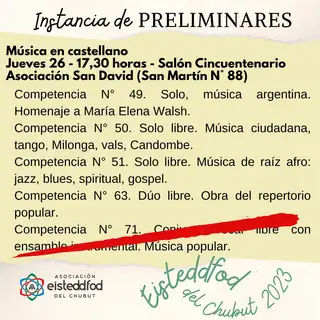 Instancia de PRELIMINARES
Música en castellano
Jueves 26 - 17,30 horas - Salón Cincuentenario
Asociación San David (San Martín N° 88)
Competencia N° 49. Solo, música argentina.
Homenaje a María Elena Walsh.
Competencia N° 50. Solo libre. Música ciudadana,
tango, Milonga, vals, Candombe.
Competencia N° 51. Solo libre. Música de raíz afro:
jazz, blues, spiritual, gospel.
Competencia N° 63. Dúo libre. Obra del repertorio
popular.
Competencia N° 71. Conjunto vocal libre con
ensamble instrumental. Música popular.
ASOCIACIÓN
eisteddfod
DEL CHUBUT
Eisteddfod
del Chubut 2023